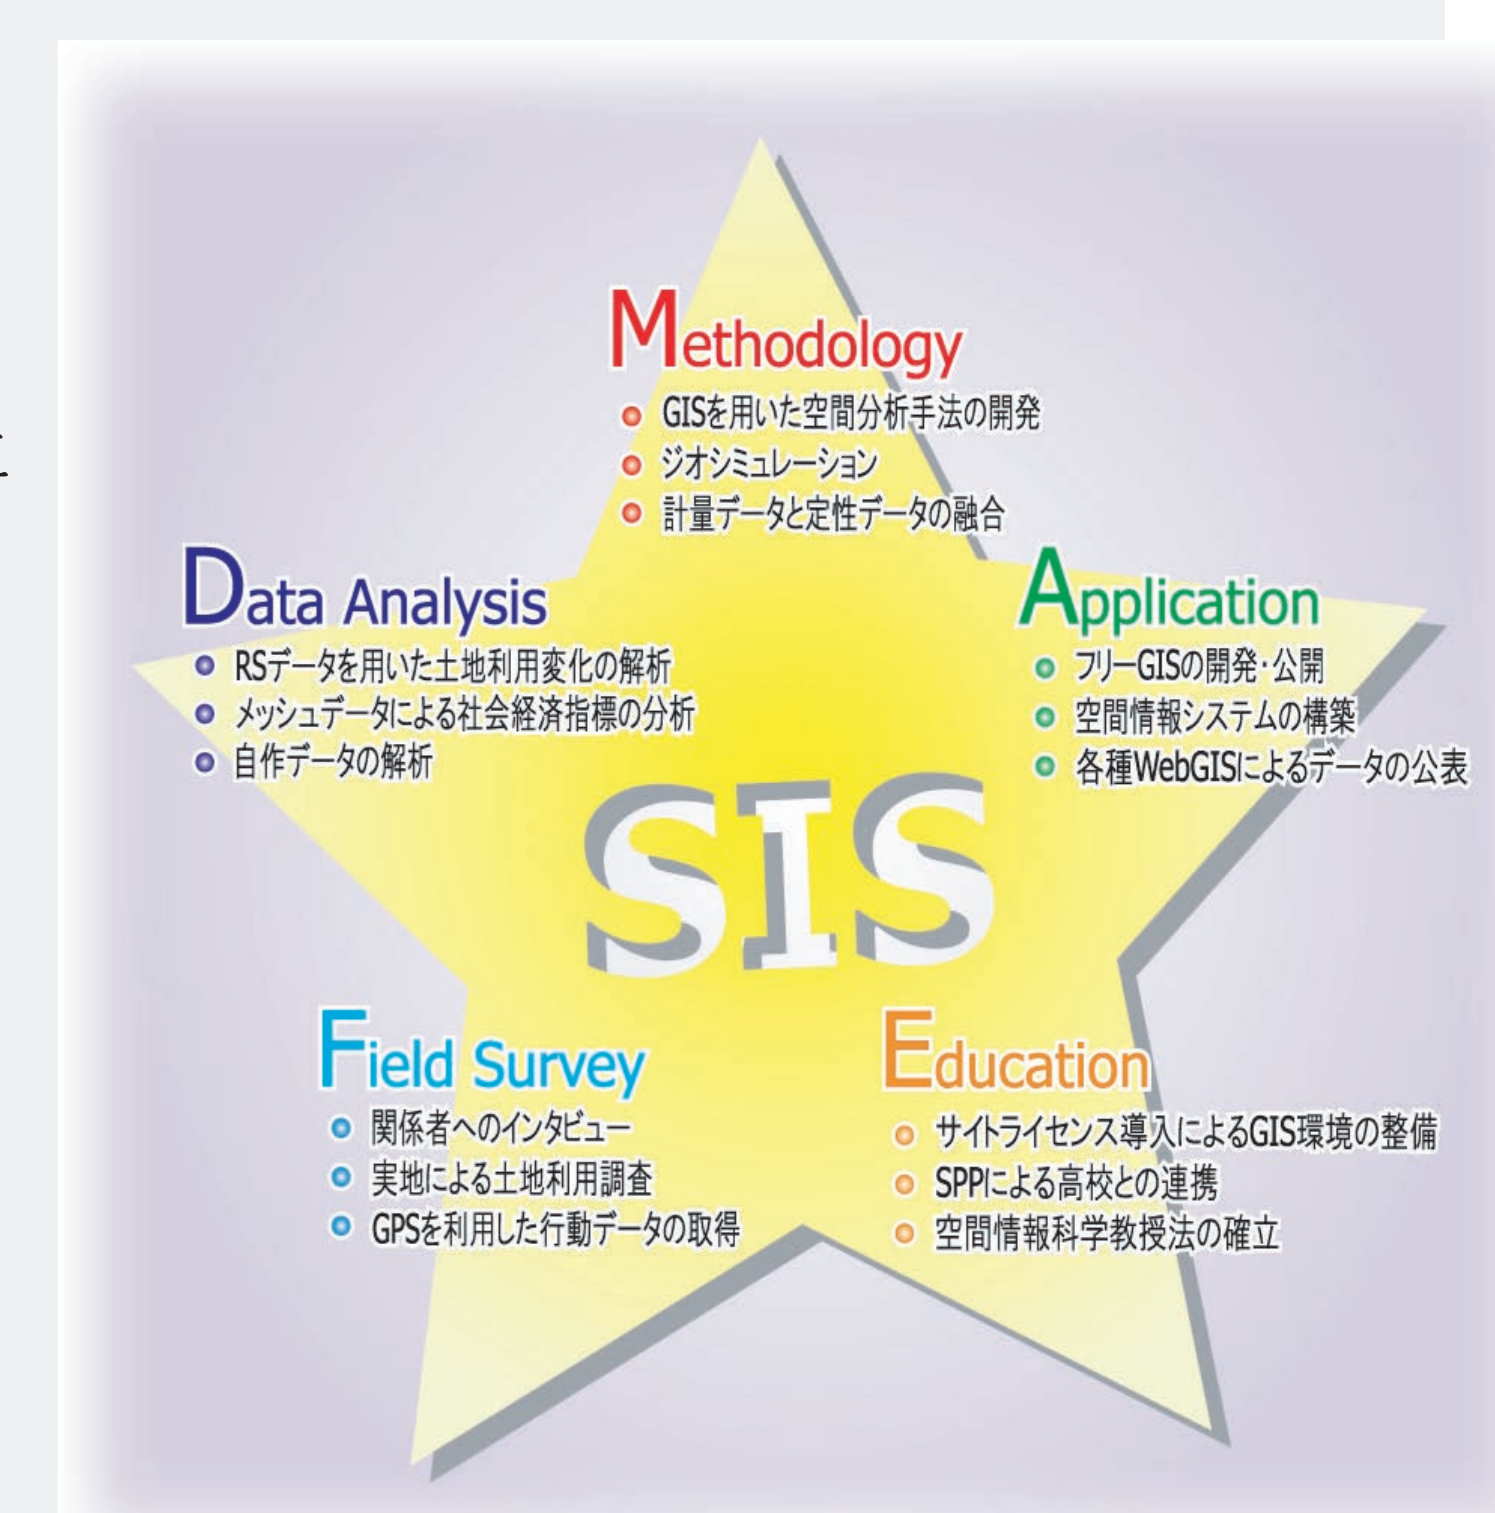 Methodology
GISを用いた空間分析手法の開発
ジオシミュレーション
計量データと定性データの融合
Data Analysis
RSデータを用いた土地利用変化の解析
メッシュデータによる社会経済指標の分析
自作データの解析
Application
フリーGISの開発・公開
空間情報システムの構築
各種WebGISによるデータの公表
SIS
Field Survey
関係者へのインタビュー
実地による土地利用調査
GPSを利用した行動データの取得
Education
サイトライセンス導入によるGIS環境の整備
SPPによる高校との連携
空間情報科学教授法の確立